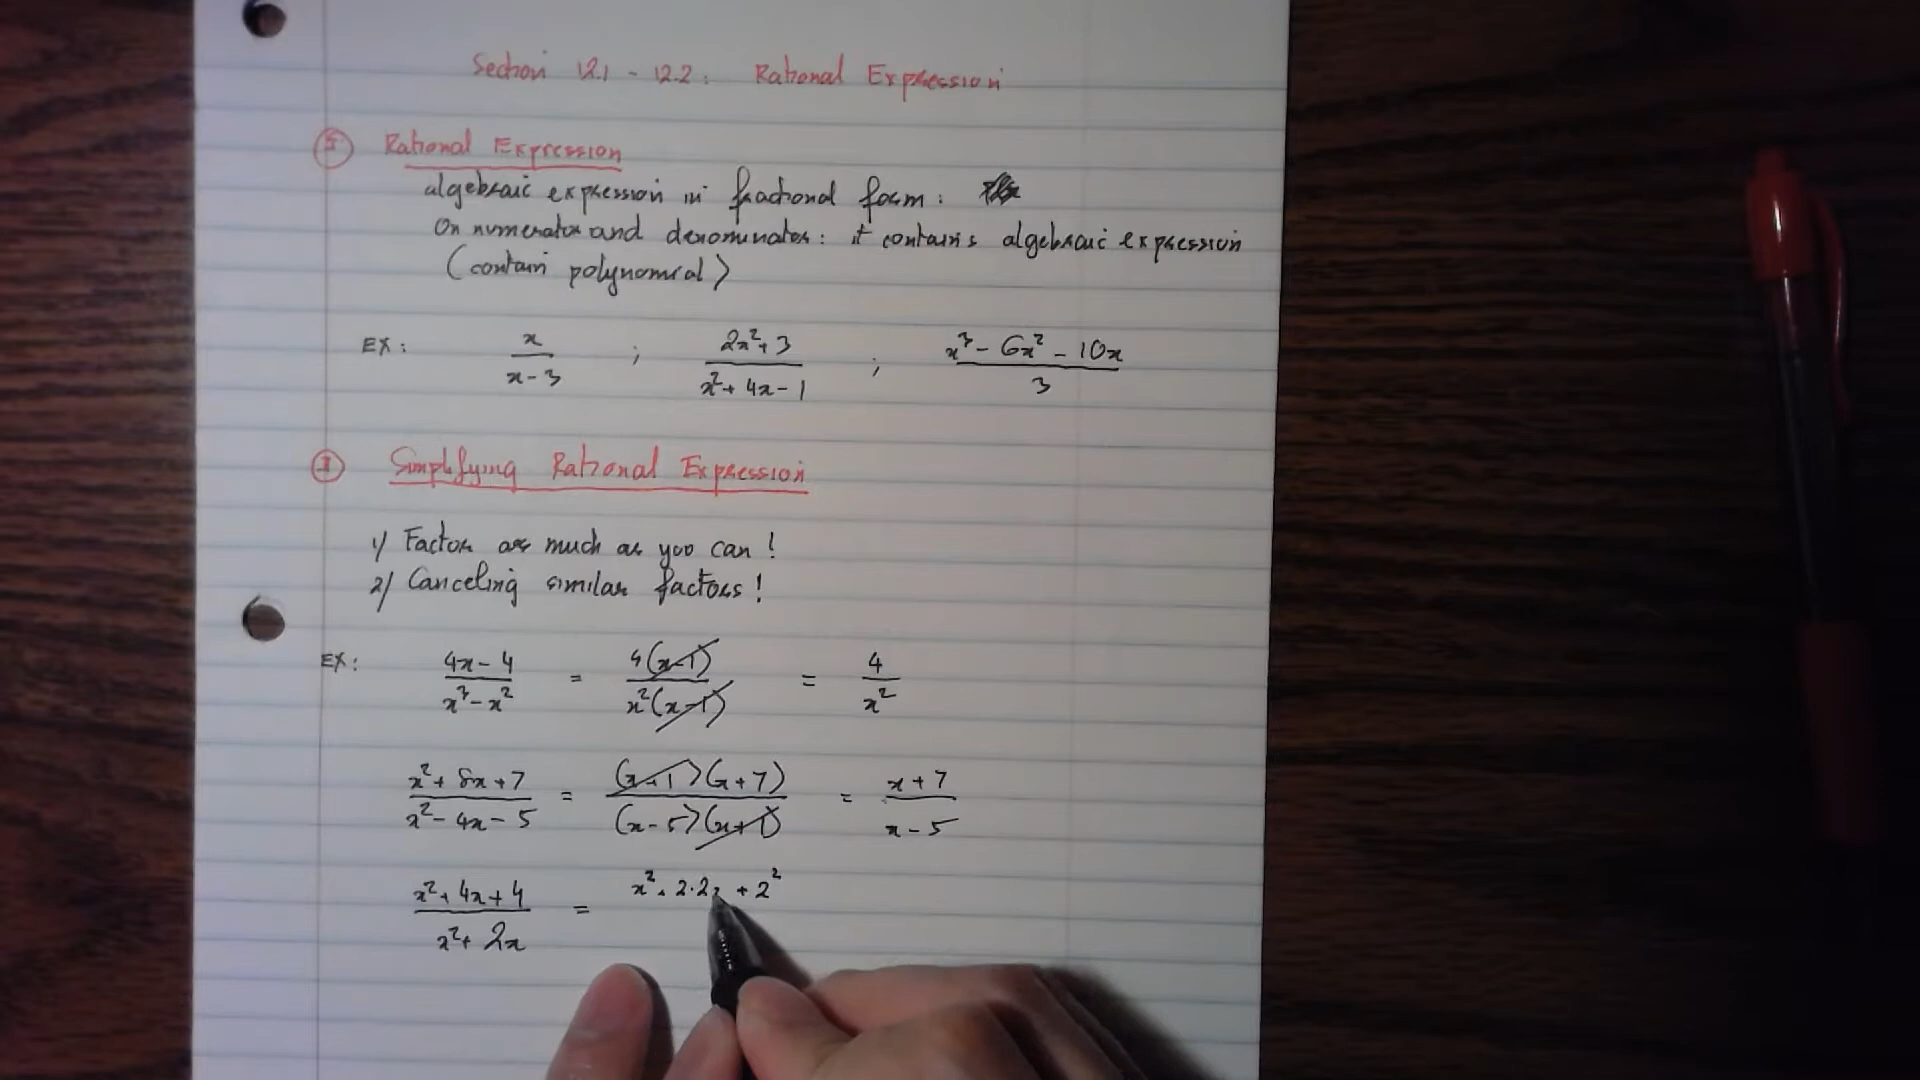 Section 12.1 - 12.2: Rational Expression
Rational Expression
algebraic expression in fractional form:
On numerator and denominator: it contains algebraic expression
(contain polynomial)
EX: x/(x-3) ; (2x²+3)/(x²+4x-1) ; (x³-6x²-10x)/3
Simplifying Rational Expression
1) Factor as much as you can!
2) Canceling similar factors!
EX: (4x-4)/(x³-x²) = 4(x-1)/x²(x-1) = 4/x²
(x²+8x+7)/(x²-4x-5) = (x+1)(x+7)/(x-5)(x+1) = (x+7)/(x-5)
(x²+4x+4)/(x²+2x) = x²+2·2x+2²